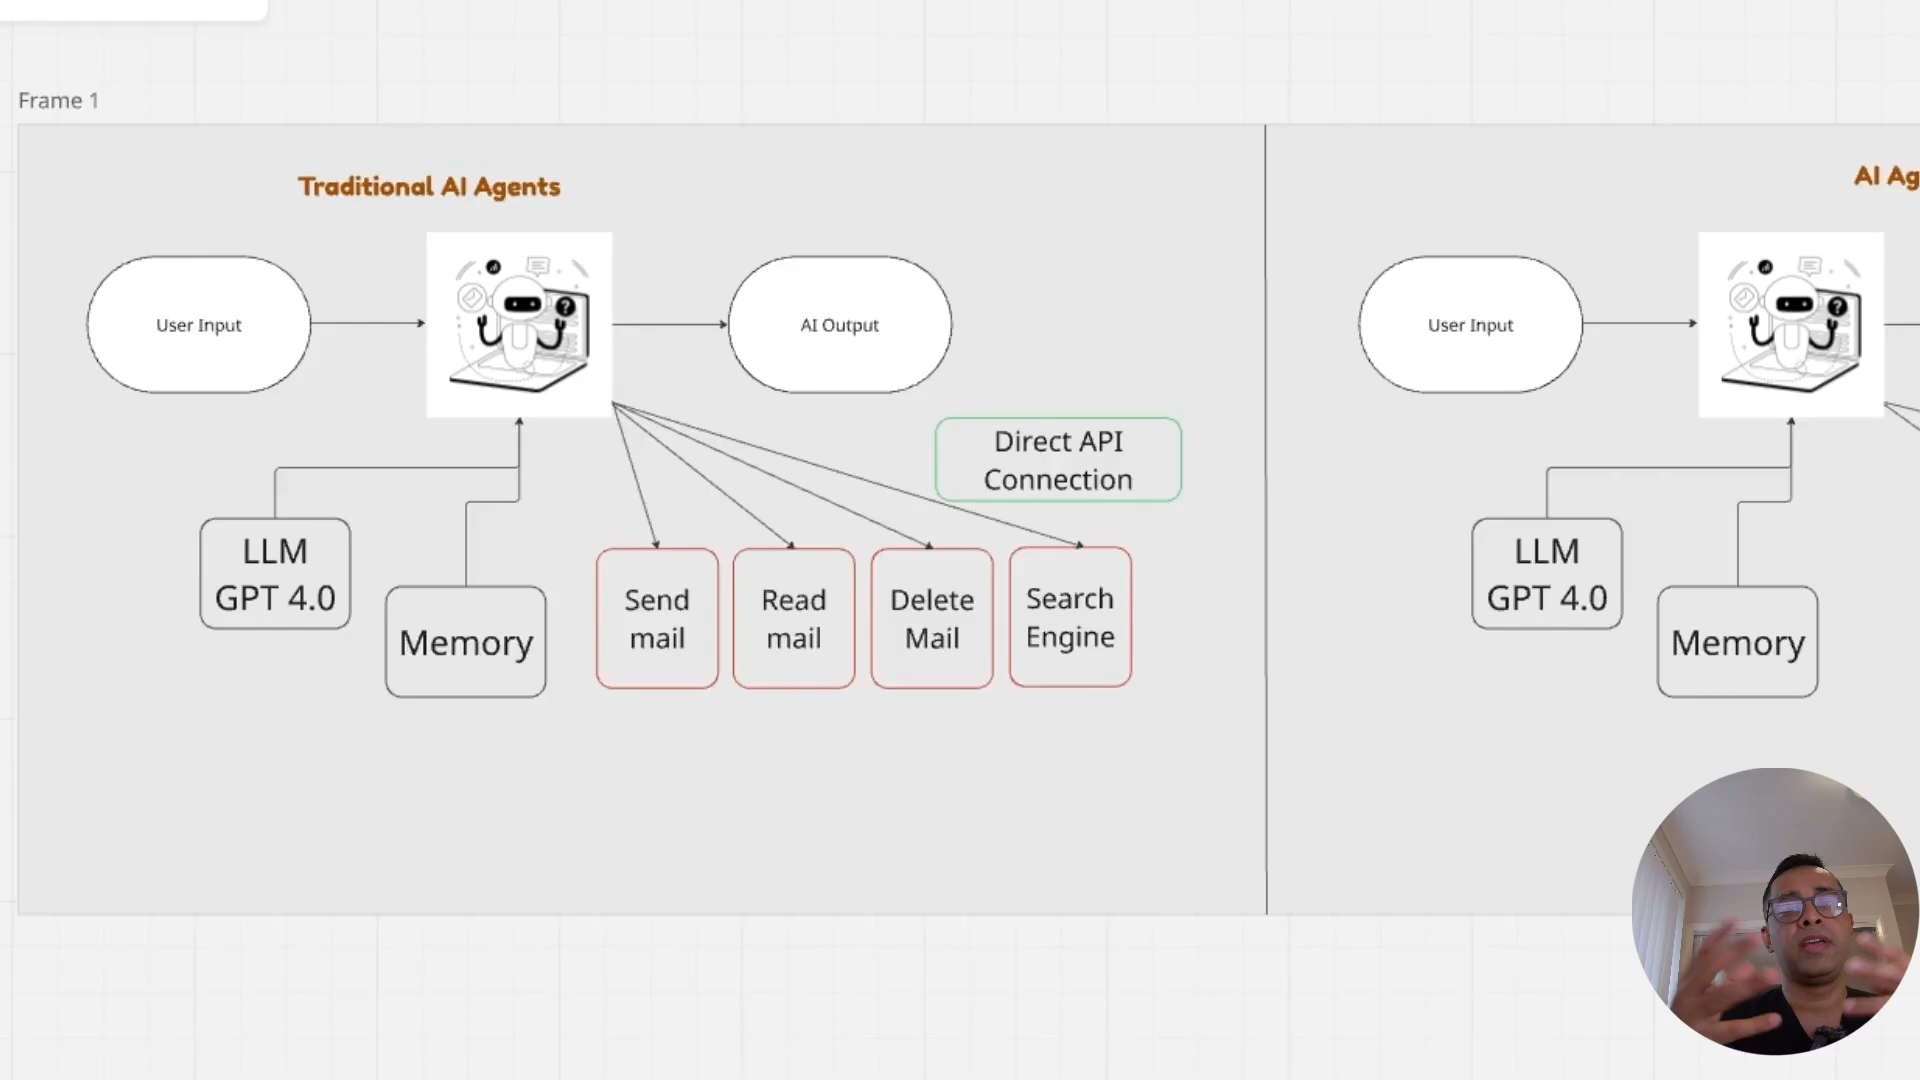 Frame 1
Traditional AI Agents
User Input
AI Output
Direct API
Connection
LLM
GPT 4.0
Memory
Send
mail
Read
mail
Delete
Mail
Search
Engine
AI Ag
User Input
LLM
GPT 4.0
Memory